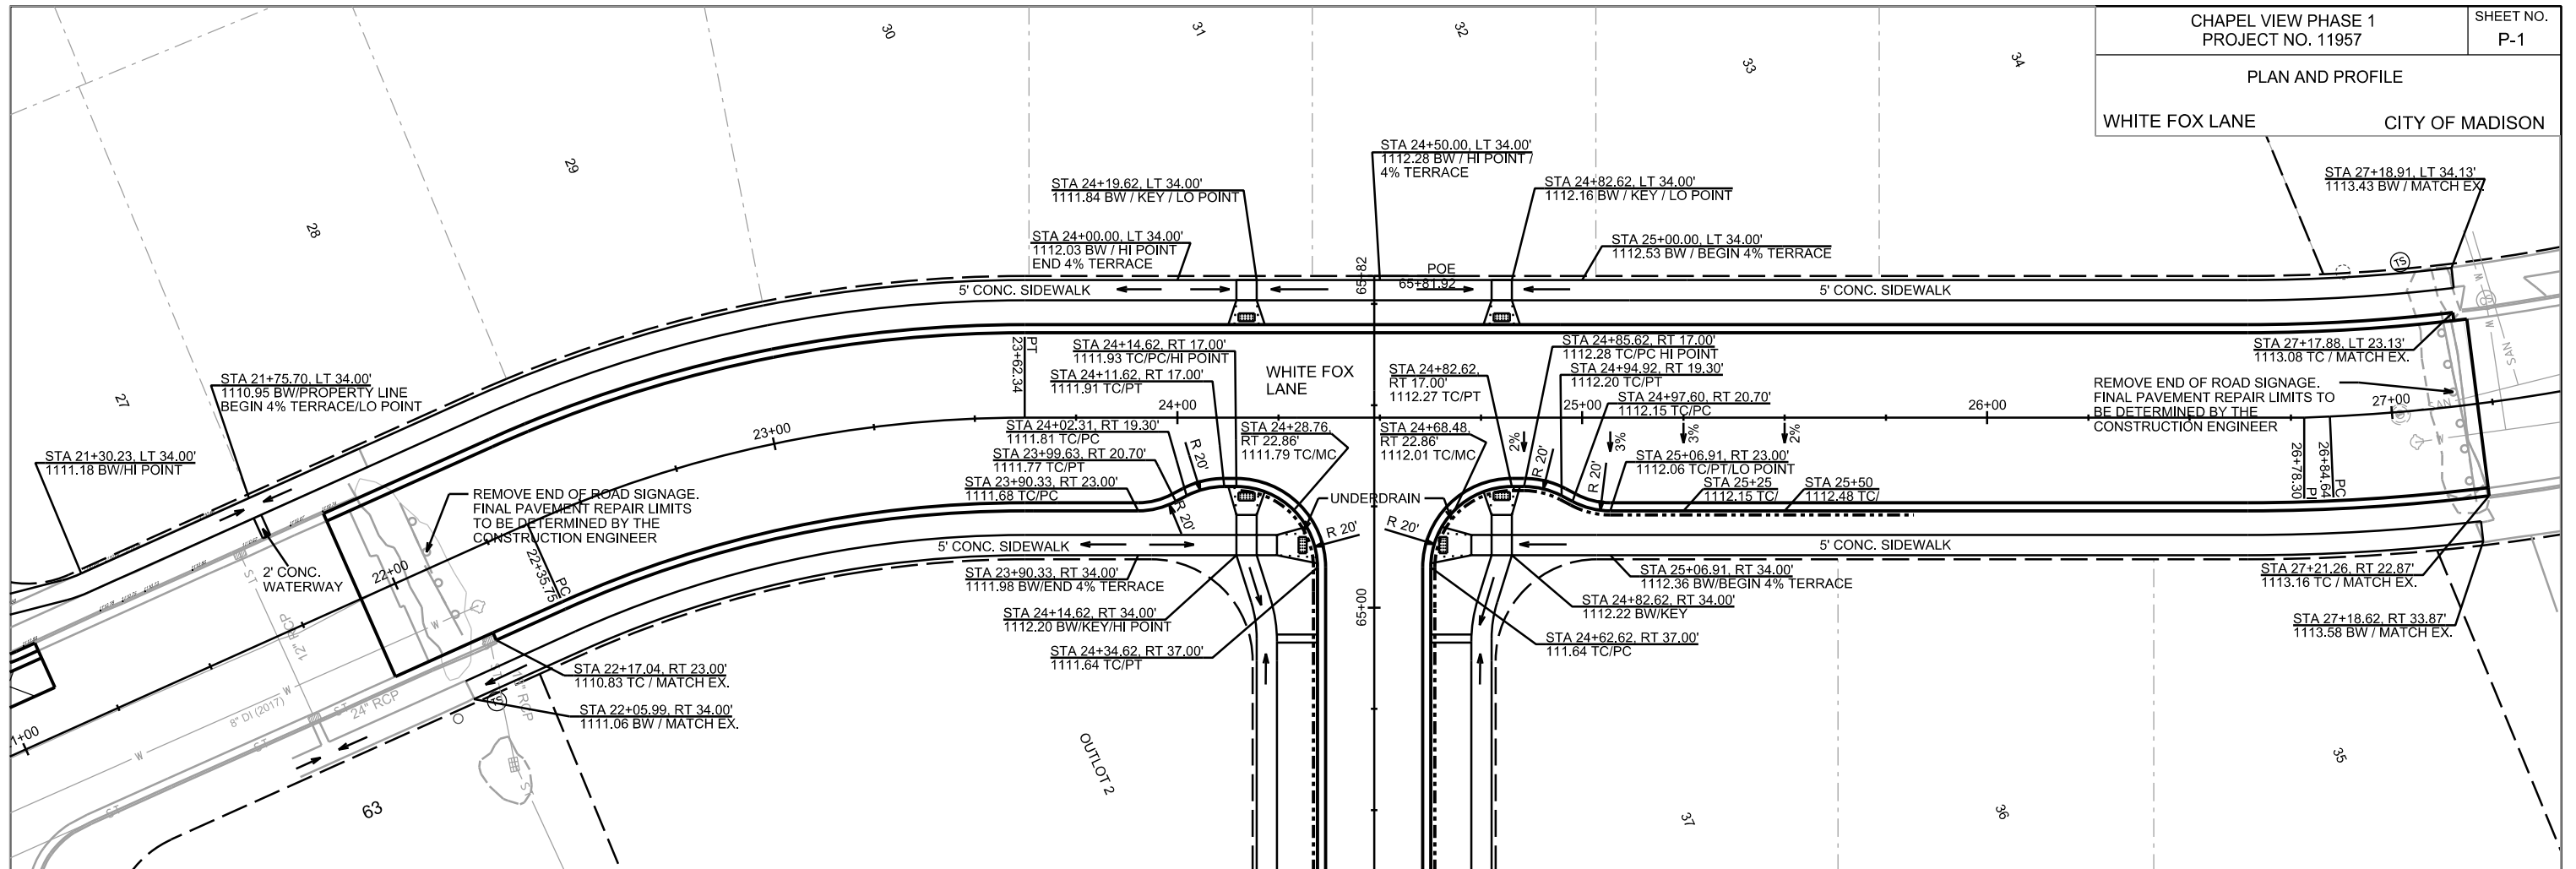 CHAPEL VIEW PHASE 1
PROJECT NO. 11957
SHEET NO.
P-1
PLAN AND PROFILE
WHITE FOX LANE
CITY OF MADISON
27
28
29
30
31
32
33
34
STA 24+50.00, LT 34.00'
1112.28 BW / HI POINT /
4% TERRACE
STA 24+19.62, LT 34.00'
1111.84 BW / KEY / LO POINT
STA 24+82.62, LT 34.00'
1112.16 BW / KEY / LO POINT
STA 27+18.91, LT 34.13'
1113.43 BW / MATCH EX.
STA 24+00.00, LT 34.00'
1112.03 BW / HI POINT
END 4% TERRACE
STA 25+00.00, LT 34.00'
1112.53 BW / BEGIN 4% TERRACE
65+82
POE
65+81.92
TS
5' CONC. SIDEWALK
5' CONC. SIDEWALK
PT
23+62.34
STA 24+14.62, RT 17.00'
1111.93 TC/PC/HI POINT
STA 24+11.62, RT 17.00'
1111.91 TC/PT
WHITE FOX
LANE
STA 24+82.62,
RT 17.00'
1112.27 TC/PT
STA 24+85.62, RT 17.00'
1112.28 TC/PC HI POINT
STA 24+94.92, RT 19.30'
1112.20 TC/PT
STA 24+97.60, RT 20.70'
1112.15 TC/PC
STA 27+17.88, LT 23.13'
1113.08 TC / MATCH EX.
REMOVE END OF ROAD SIGNAGE.
FINAL PAVEMENT REPAIR LIMITS TO
BE DETERMINED BY THE
CONSTRUCTION ENGINEER
STA 21+75.70, LT 34.00'
1110.95 BW/PROPERTY LINE
BEGIN 4% TERRACE/LO POINT
STA 21+30.23, LT 34.00'
1111.18 BW/HI POINT
23+00
24+00
25+00
26+00
27+00
STA 24+02.31, RT 19.30'
1111.81 TC/PC
STA 23+99.63, RT 20.70'
1111.77 TC/PT
STA 23+90.33, RT 23.00'
1111.68 TC/PC
STA 24+28.76,
RT 22.86'
1111.79 TC/MC
STA 24+68.48,
RT 22.86'
1112.01 TC/MC
2%
3%
3%
2%
STA 25+06.91, RT 23.00'
1112.06 TC/PT/LO POINT
STA 25+25
1112.15 TC/
STA 25+50
1112.48 TC/
26+78.30
PI
26+84.64
PC
R 20'
R 20'
R 20'
R 20'
R 20'
R 20'
UNDERDRAIN
REMOVE END OF ROAD SIGNAGE.
FINAL PAVEMENT REPAIR LIMITS
TO BE DETERMINED BY THE
CONSTRUCTION ENGINEER
2' CONC.
WATERWAY
22+00
22+35.75
PC
5' CONC. SIDEWALK
5' CONC. SIDEWALK
STA 23+90.33, RT 34.00'
1111.98 BW/END 4% TERRACE
STA 24+14.62, RT 34.00'
1112.20 BW/KEY/HI POINT
STA 24+34.62, RT 37.00'
1111.64 TC/PT
65+00
STA 25+06.91, RT 34.00'
1112.36 BW/BEGIN 4% TERRACE
STA 24+82.62, RT 34.00'
1112.22 BW/KEY
STA 24+62.62, RT 37.00'
111.64 TC/PC
STA 27+21.26, RT 22.87'
1113.16 TC / MATCH EX.
STA 27+18.62, RT 33.87'
1113.58 BW / MATCH EX.
STA 22+17.04, RT 23.00'
1110.83 TC / MATCH EX.
STA 22+05.99, RT 34.00'
1111.06 BW / MATCH EX.
12" RCP
24" RCP
8" DI (2017)
ST
ST
ST
W
W
W
SAN
SAN
OUTLOT 2
63
37
36
35